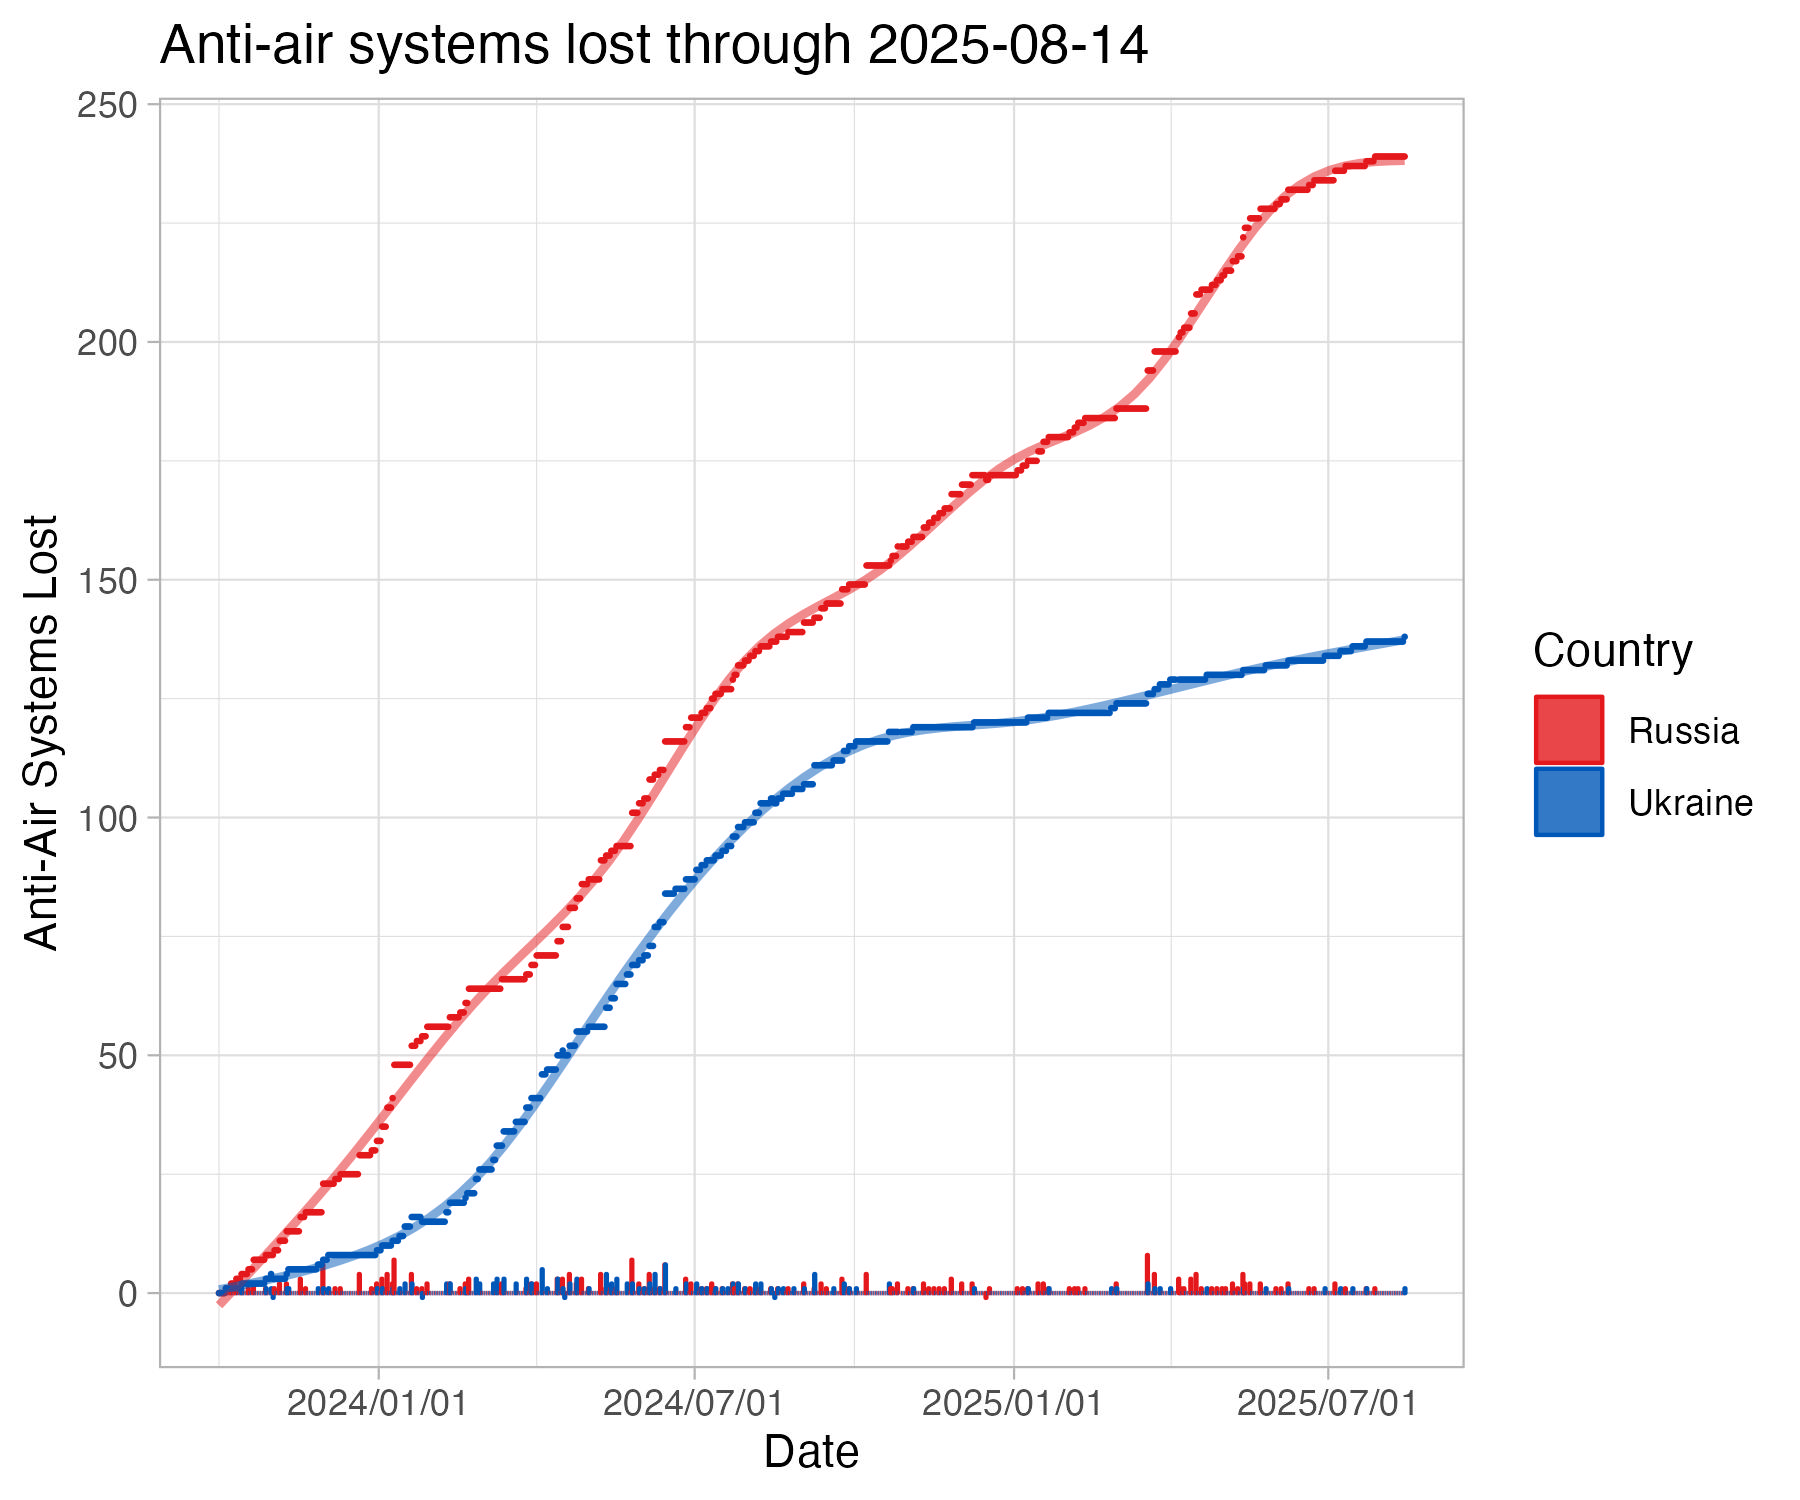 Anti-air systems lost through 2025-08-14
250
200
150
100
50
0
Anti-Air Systems Lost
2024/01/01
2024/07/01
2025/01/01
2025/07/01
Date
Country
Russia
Ukraine